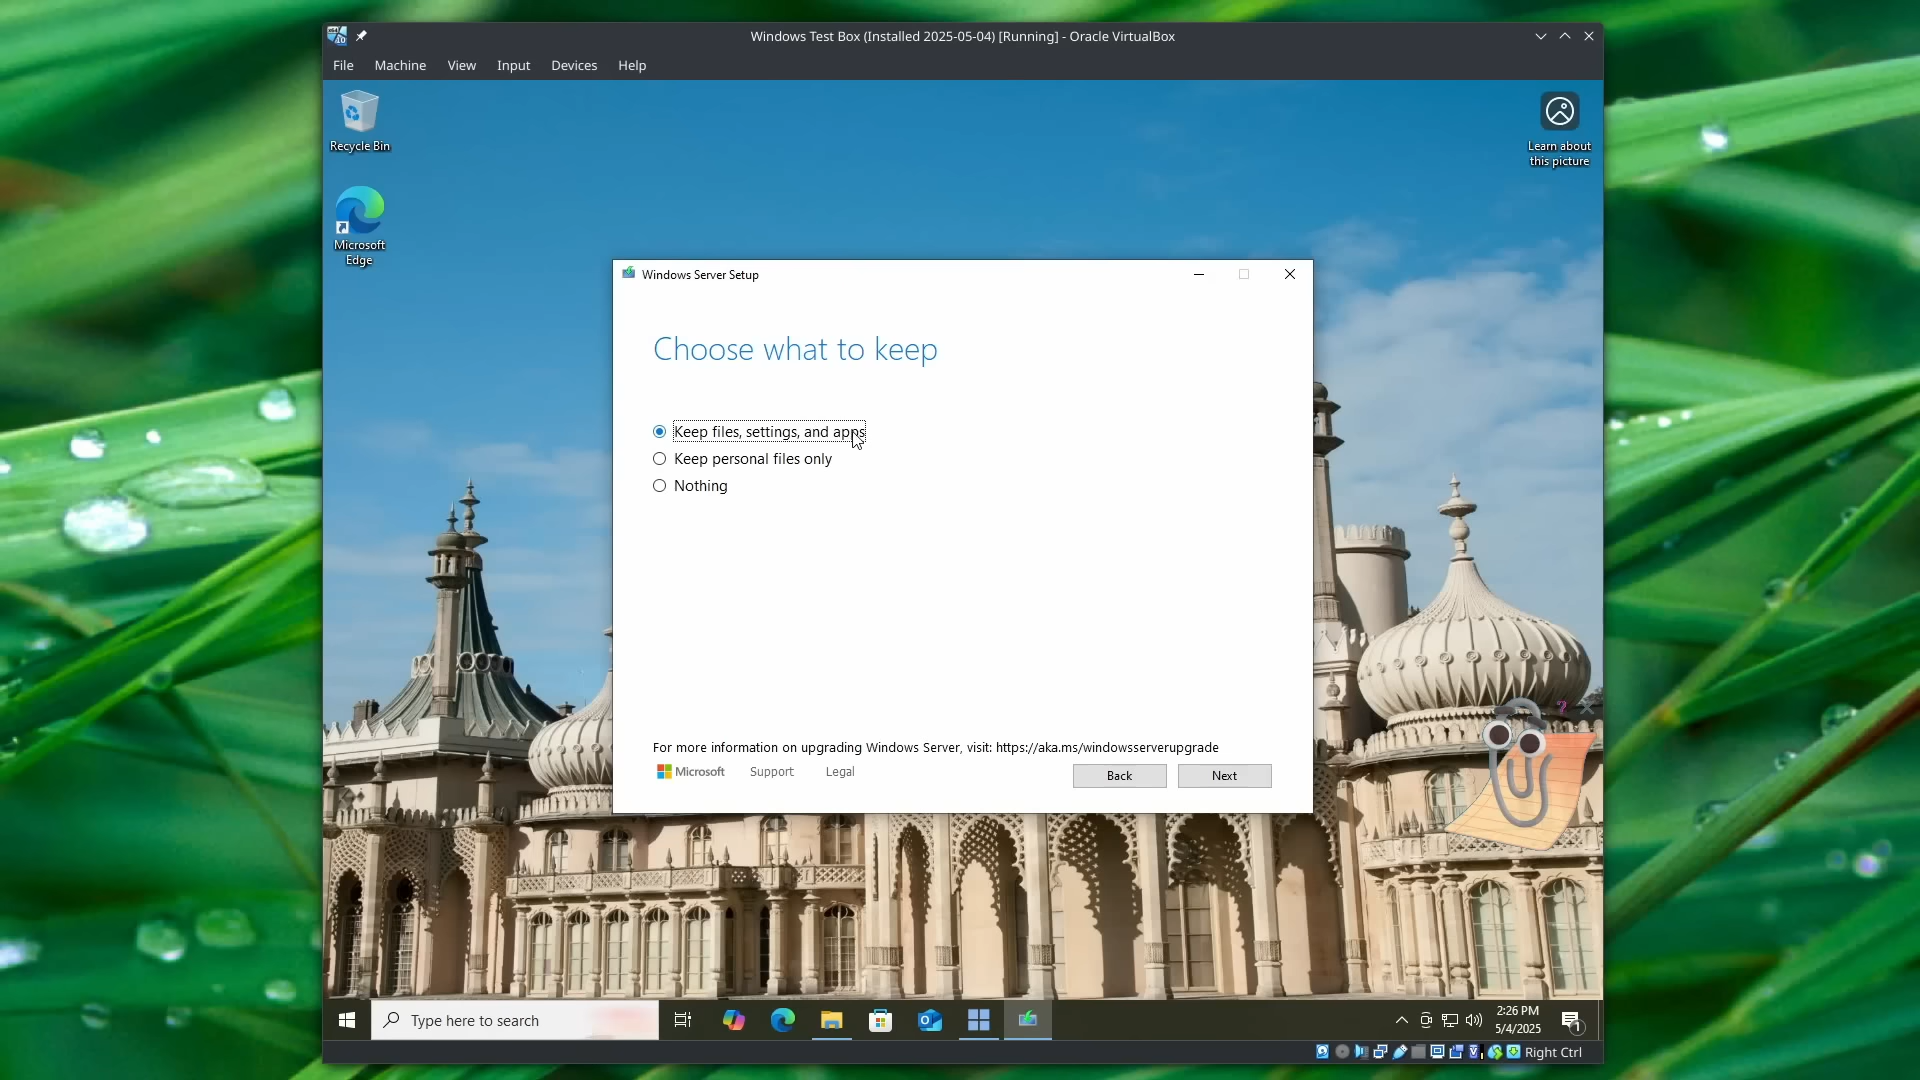 Windows Test Box (Installed 2025-05-04) [Running] - Oracle VirtualBox
File Machine View Input Devices Help
Recycle Bin
Learn about
this picture
Microsoft
Edge
Windows Server Setup
Choose what to keep
Keep files, settings, and apps
Keep personal files only
Nothing
For more information on upgrading Windows Server, visit: https://aka.ms/windowsserverupgrade
Microsoft Support Legal
Back Next
?
Type here to search
2:26 PM
5/4/2025
1
Right Ctrl